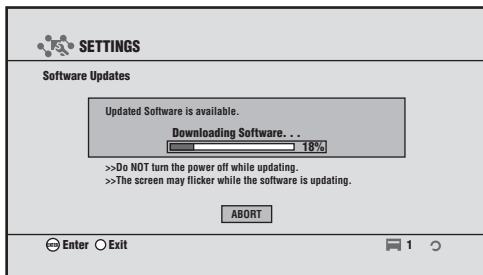 SETTINGS
Software Updates
Updated Software is available.
Downloading Software. . .
18%
>>Do NOT turn the power off while updating.
>>The screen may flicker while the software is updating.
ABORT
Enter Exit 1